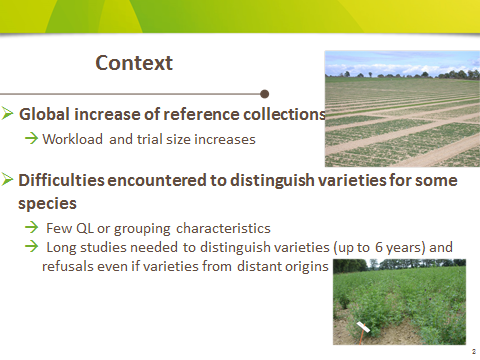 Context
Global increase of reference collections
Workload and trial size increases
Difficulties encountered to distinguish varieties for some
species
Few QL or grouping characteristics
Long studies needed to distinguish varieties (up to 6 years) and
refusals even if varieties from distant origins
2